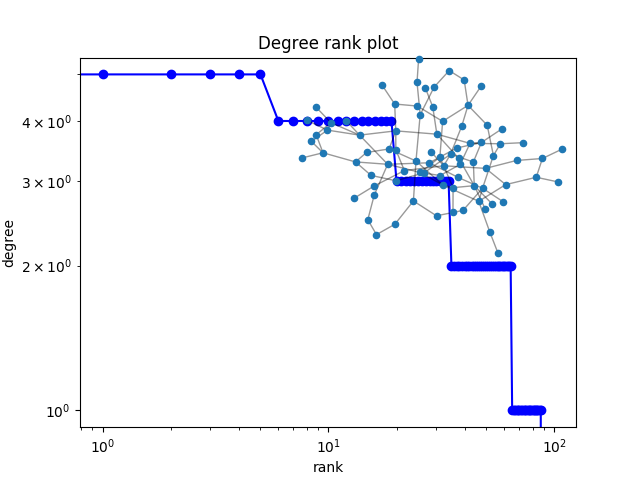 Degree rank plot
4 × 10⁰
3 × 10⁰
2 × 10⁰
10⁰
degree
10⁰ 10¹ 10²
rank